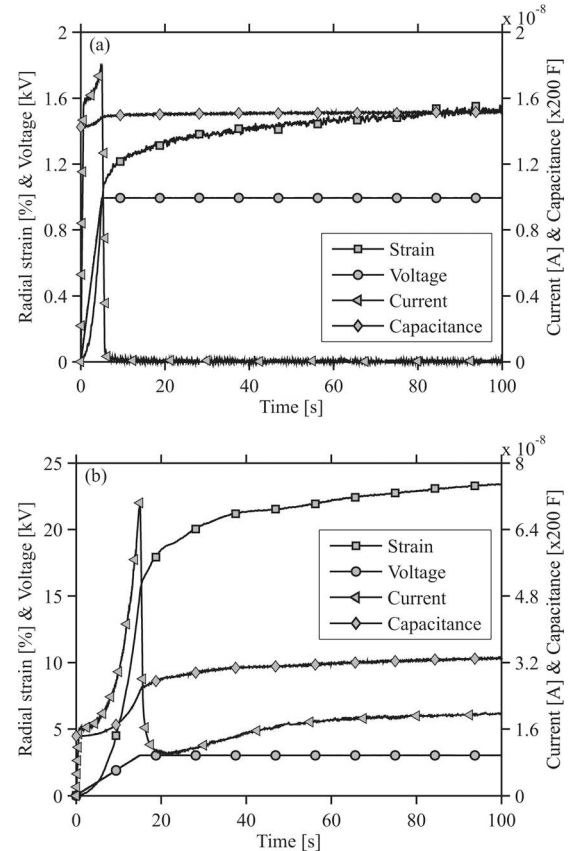 x 10⁻⁸
2 (a) 2
1.6 1.6
1.2 1.2
0.8 0.8
0.4 0.4
0 0
Radial strain [%] & Voltage [kV]
Current [A] & Capacitance [x200 F]
Strain
Voltage
Current
Capacitance
0 20 40 60 80 100
Time [s]
x 10⁻⁸
25 (b) 8
20 6.4
15 4.8
10 3.2
5 1.6
0 0
Radial strain [%] & Voltage [kV]
Current [A] & Capacitance [x200 F]
Strain
Voltage
Current
Capacitance
0 20 40 60 80 100
Time [s]